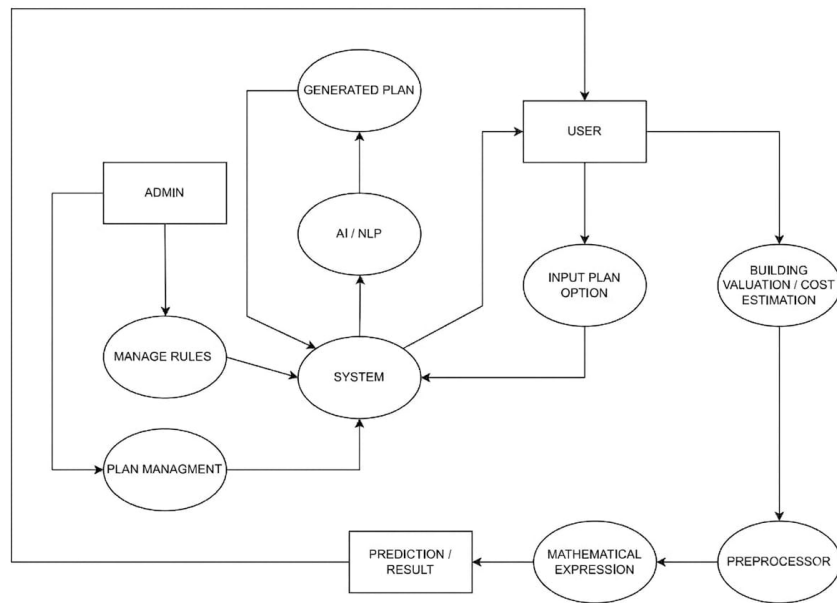 GENERATED PLAN
USER
ADMIN
AI / NLP
INPUT PLAN
OPTION
BUILDING
VALUATION / COST
ESTIMATION
MANAGE RULES
SYSTEM
PLAN MANAGMENT
PREDICTION /
RESULT
MATHEMATICAL
EXPRESSION
PREPROCESSOR